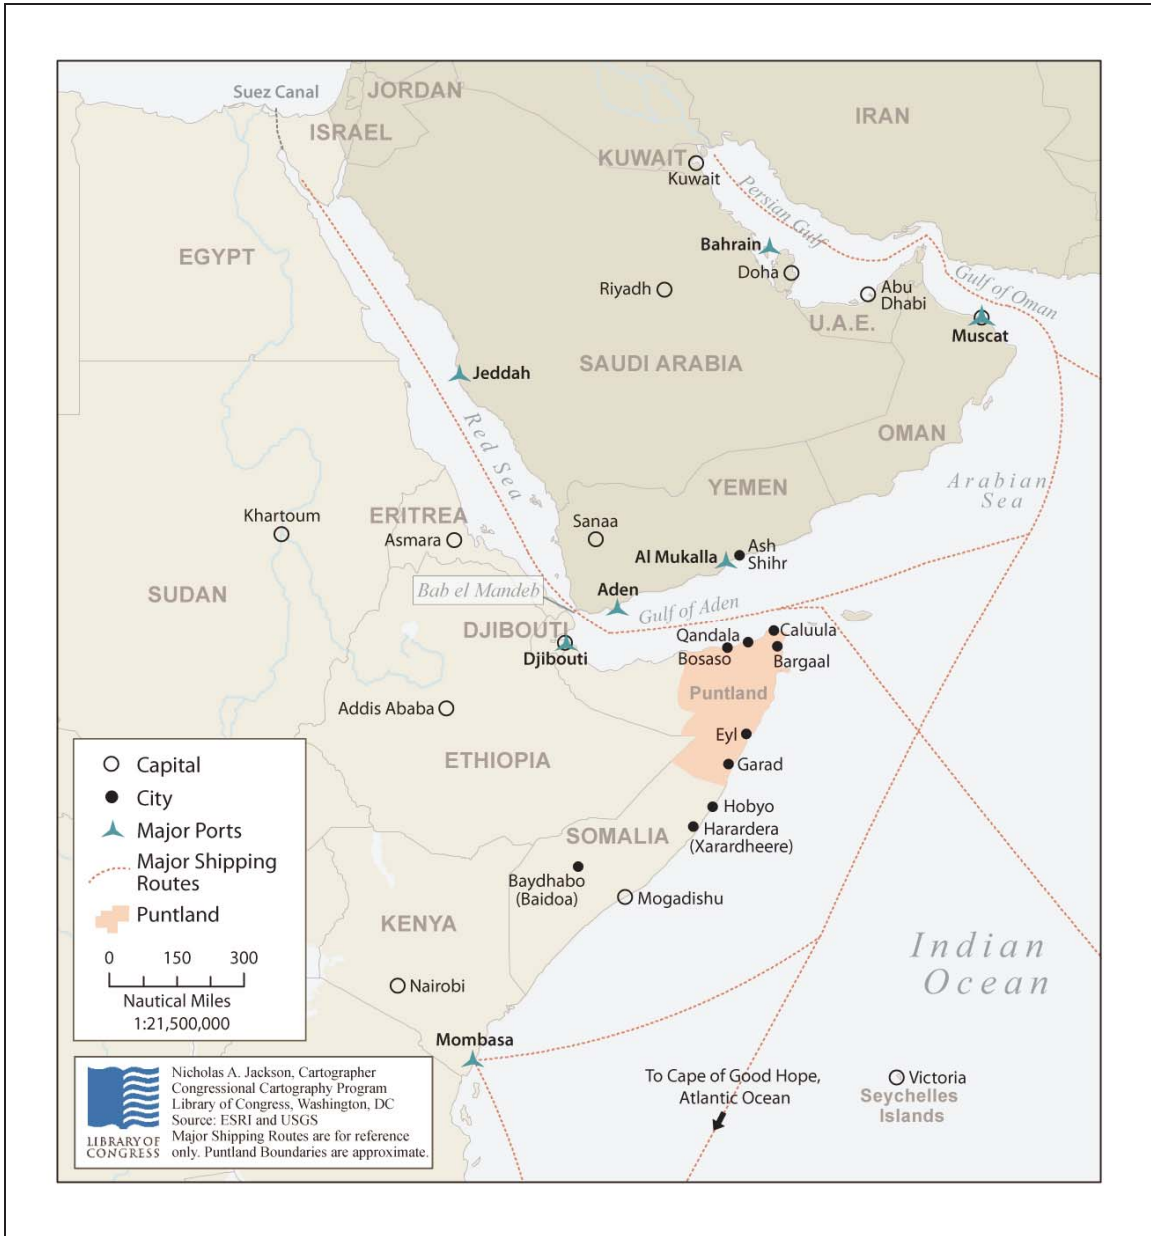 Suez Canal
JORDAN
ISRAEL
IRAN
KUWAIT
Kuwait
Persian Gulf
EGYPT
Bahrain
Doha
Riyadh
Abu
Dhabi
Gulf of Oman
U.A.E.
Muscat
SAUDI ARABIA
Jeddah
Red Sea
OMAN
Arabian
Sea
YEMEN
Khartoum
ERITREA
Asmara
Sanaa
Al Mukalla
Ash
Shihr
SUDAN
Bab el Mandeb
Aden
Gulf of Aden
DJIBOUTI
Djibouti
Qandala
Caluula
Bosaso
Bargaal
Puntland
Addis Ababa
Eyl
ETHIOPIA
Garad
Hobyo
SOMALIA
Harardera
(Xarardheere)
Baydhabo
(Baidoa)
Mogadishu
KENYA
Nairobi
Indian
Ocean
Mombasa
To Cape of Good Hope,
Atlantic Ocean
Victoria
Seychelles
Islands
Capital
City
Major Ports
Major Shipping
Routes
Puntland
0 150 300
Nautical Miles
1:21,500,000
Nicholas A. Jackson, Cartographer
Congressional Cartography Program
Library of Congress, Washington, DC
Source: ESRI and USGS
Major Shipping Routes are for reference
only. Puntland Boundaries are approximate.
LIBRARY OF
CONGRESS